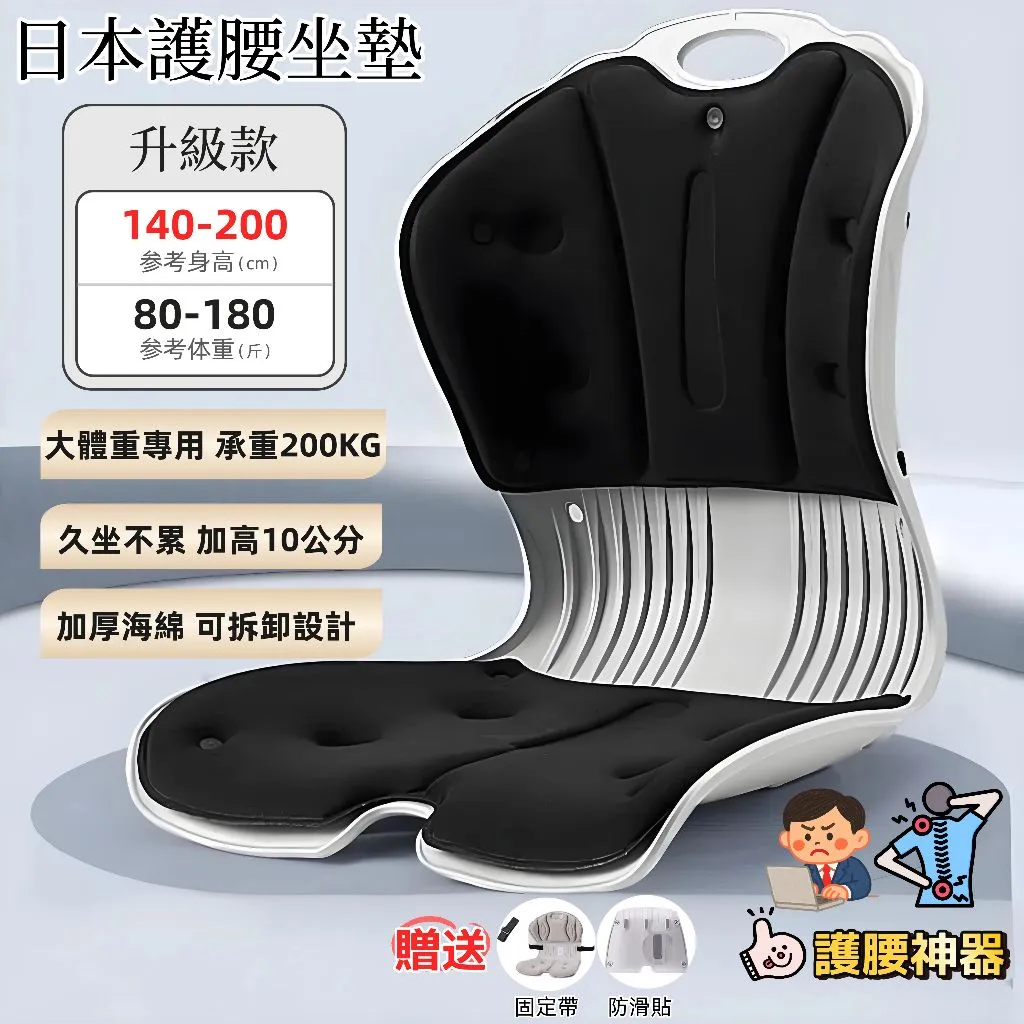 日本護腰坐墊
升級款
140-200
参考身高(cm)
80-180
参考体重(斤)
大體重專用 承重200KG
久坐不累 加高10公分
加厚海綿 可拆卸設計
贈送
固定帶
防滑貼
護腰神器